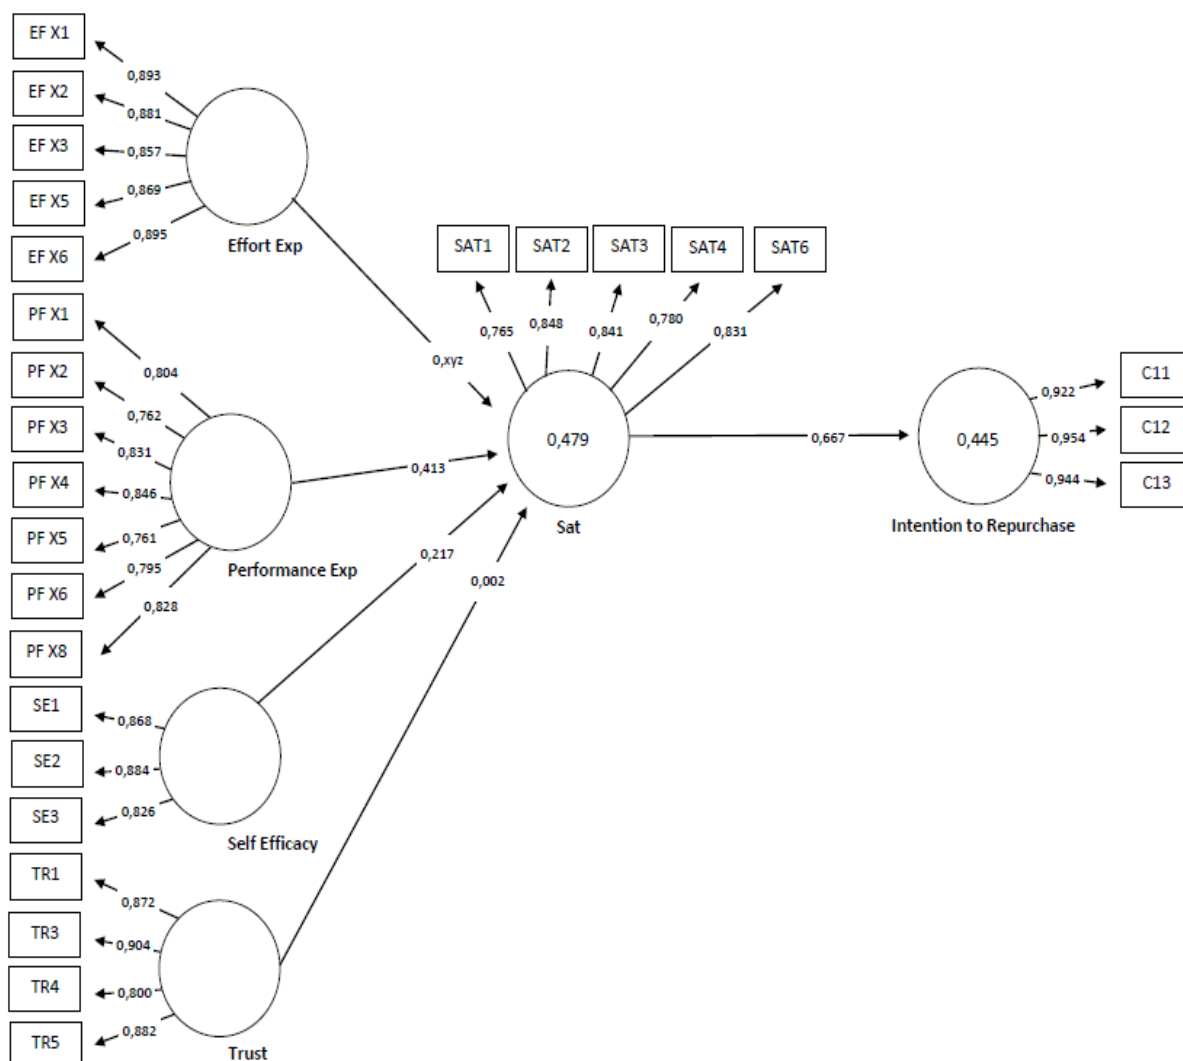 EF X1
0,893
EF X2
0,881
EF X3
0,857
EF X5
0,869
EF X6
0,895
Effort Exp
PF X1
0,804
PF X2
0,762
PF X3
0,831
PF X4
0,846
PF X5
0,761
PF X6
0,795
PF X8
0,828
Performance Exp
SE1
0,868
SE2
0,884
SE3
0,826
Self Efficacy
TR1
0,872
TR3
0,904
TR4
0,800
TR5
0,882
Trust
0,xyz
0,413
0,217
0,002
SAT1
SAT2
SAT3
SAT4
SAT6
0,765
0,848
0,841
0,780
0,831
0,479
Sat
0,667
0,445
Intention to Repurchase
0,922
C11
0,954
C12
0,944
C13